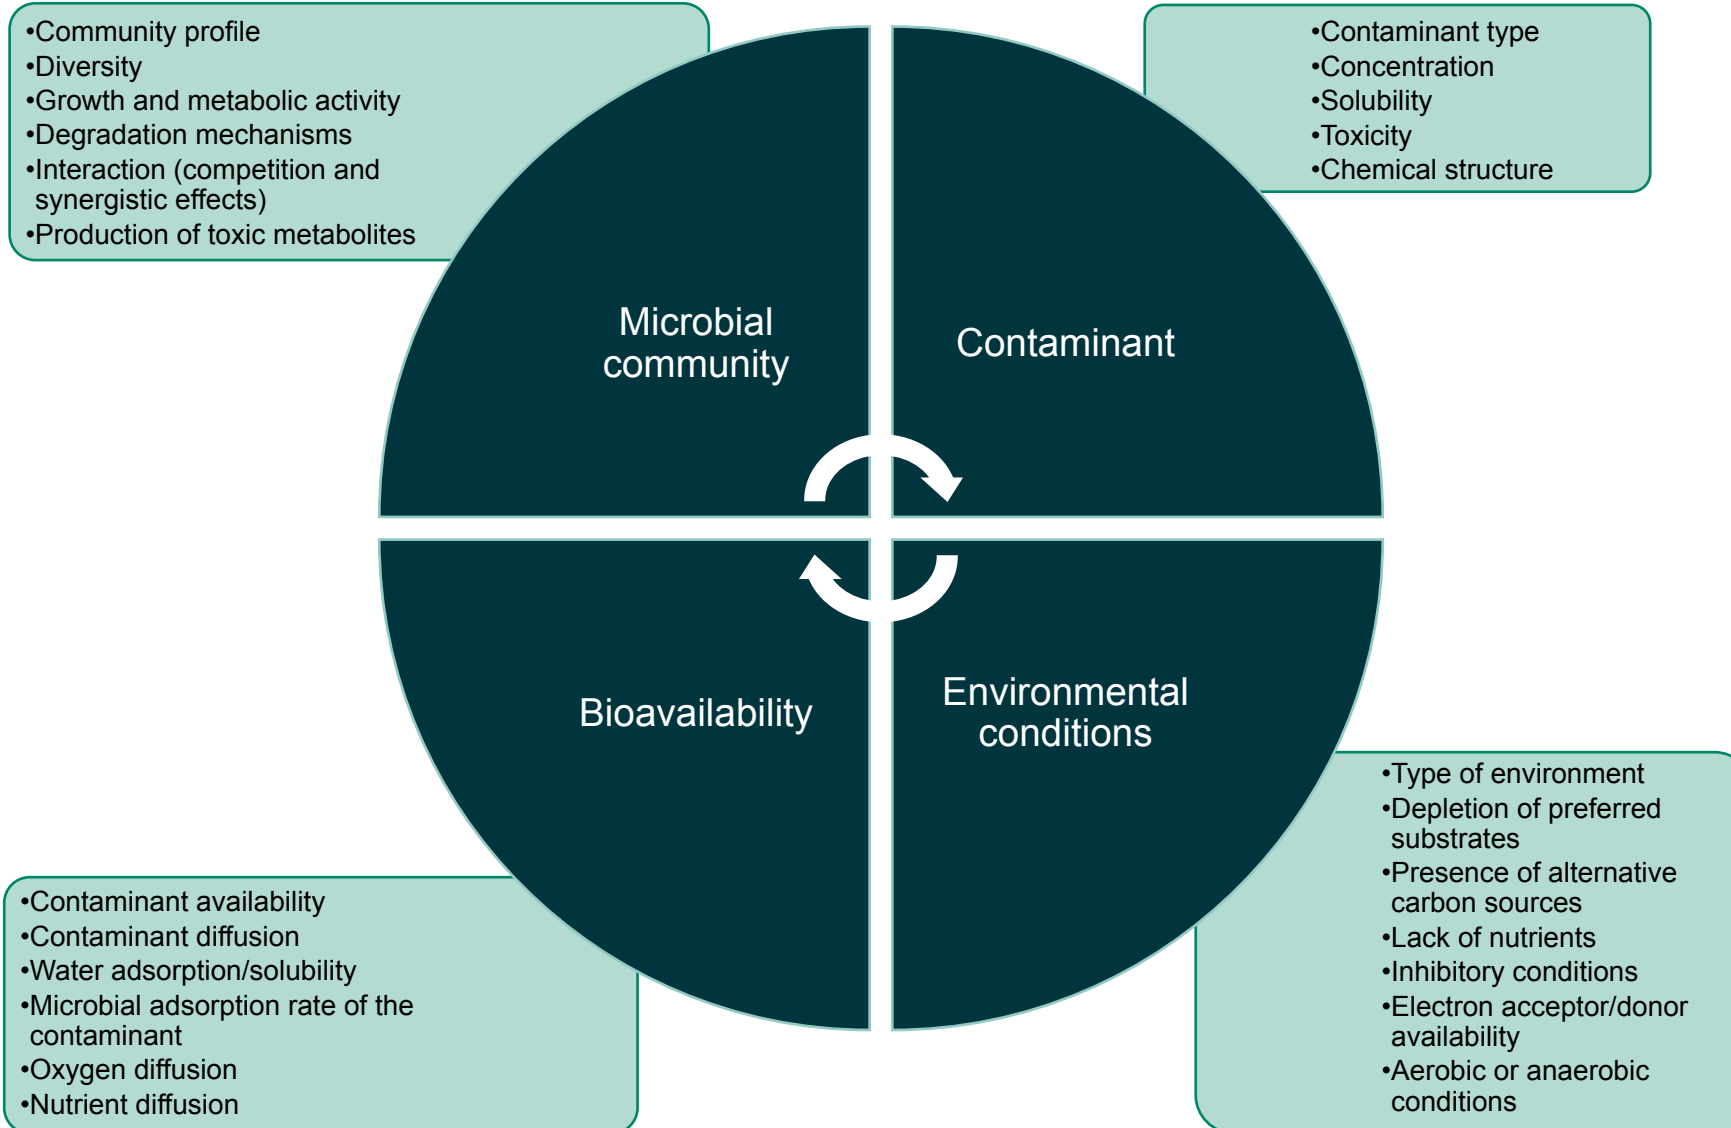 •Community profile
•Diversity
•Growth and metabolic activity
•Degradation mechanisms
•Interaction (competition and
synergistic effects)
•Production of toxic metabolites
•Contaminant type
•Concentration
•Solubility
•Toxicity
•Chemical structure
Microbial
community
Contaminant
Bioavailability
Environmental
conditions
•Contaminant availability
•Contaminant diffusion
•Water adsorption/solubility
•Microbial adsorption rate of the
contaminant
•Oxygen diffusion
•Nutrient diffusion
•Type of environment
•Depletion of preferred
substrates
•Presence of alternative
carbon sources
•Lack of nutrients
•Inhibitory conditions
•Electron acceptor/donor
availability
•Aerobic or anaerobic
conditions